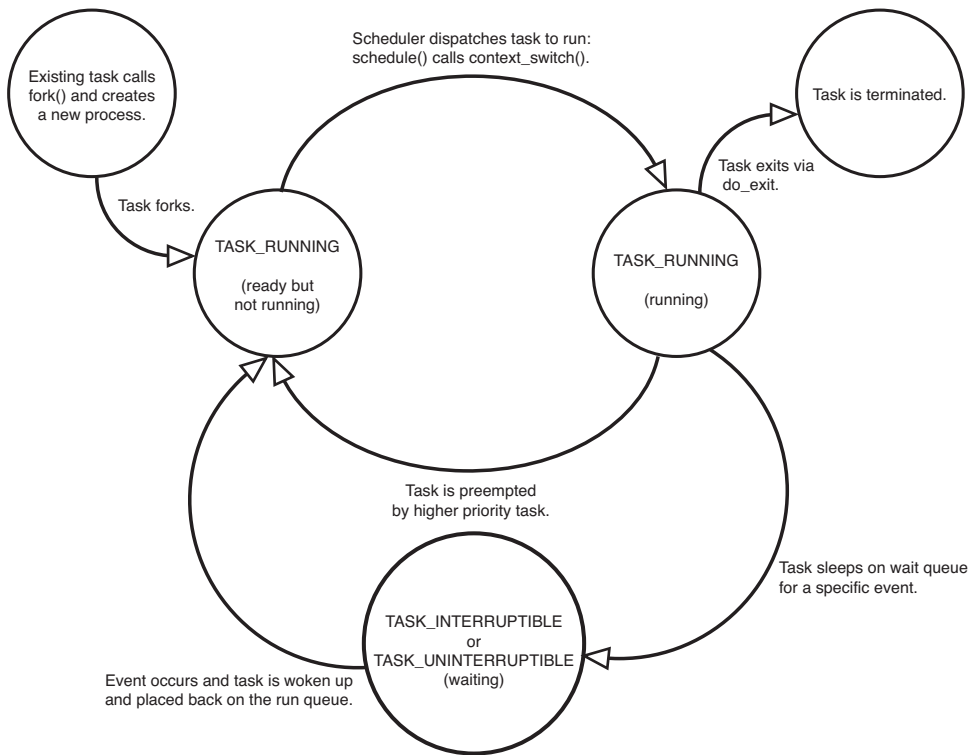 Scheduler dispatches task to run:
schedule() calls context_switch().
Existing task calls
fork() and creates
a new process.
Task is terminated.
Task exits via
do_exit.
Task forks.
TASK_RUNNING
(ready but
not running)
TASK_RUNNING
(running)
Task is preempted
by higher priority task.
Task sleeps on wait queue
for a specific event.
TASK_INTERRUPTIBLE
or
TASK_UNINTERRUPTIBLE
(waiting)
Event occurs and task is woken up
and placed back on the run queue.